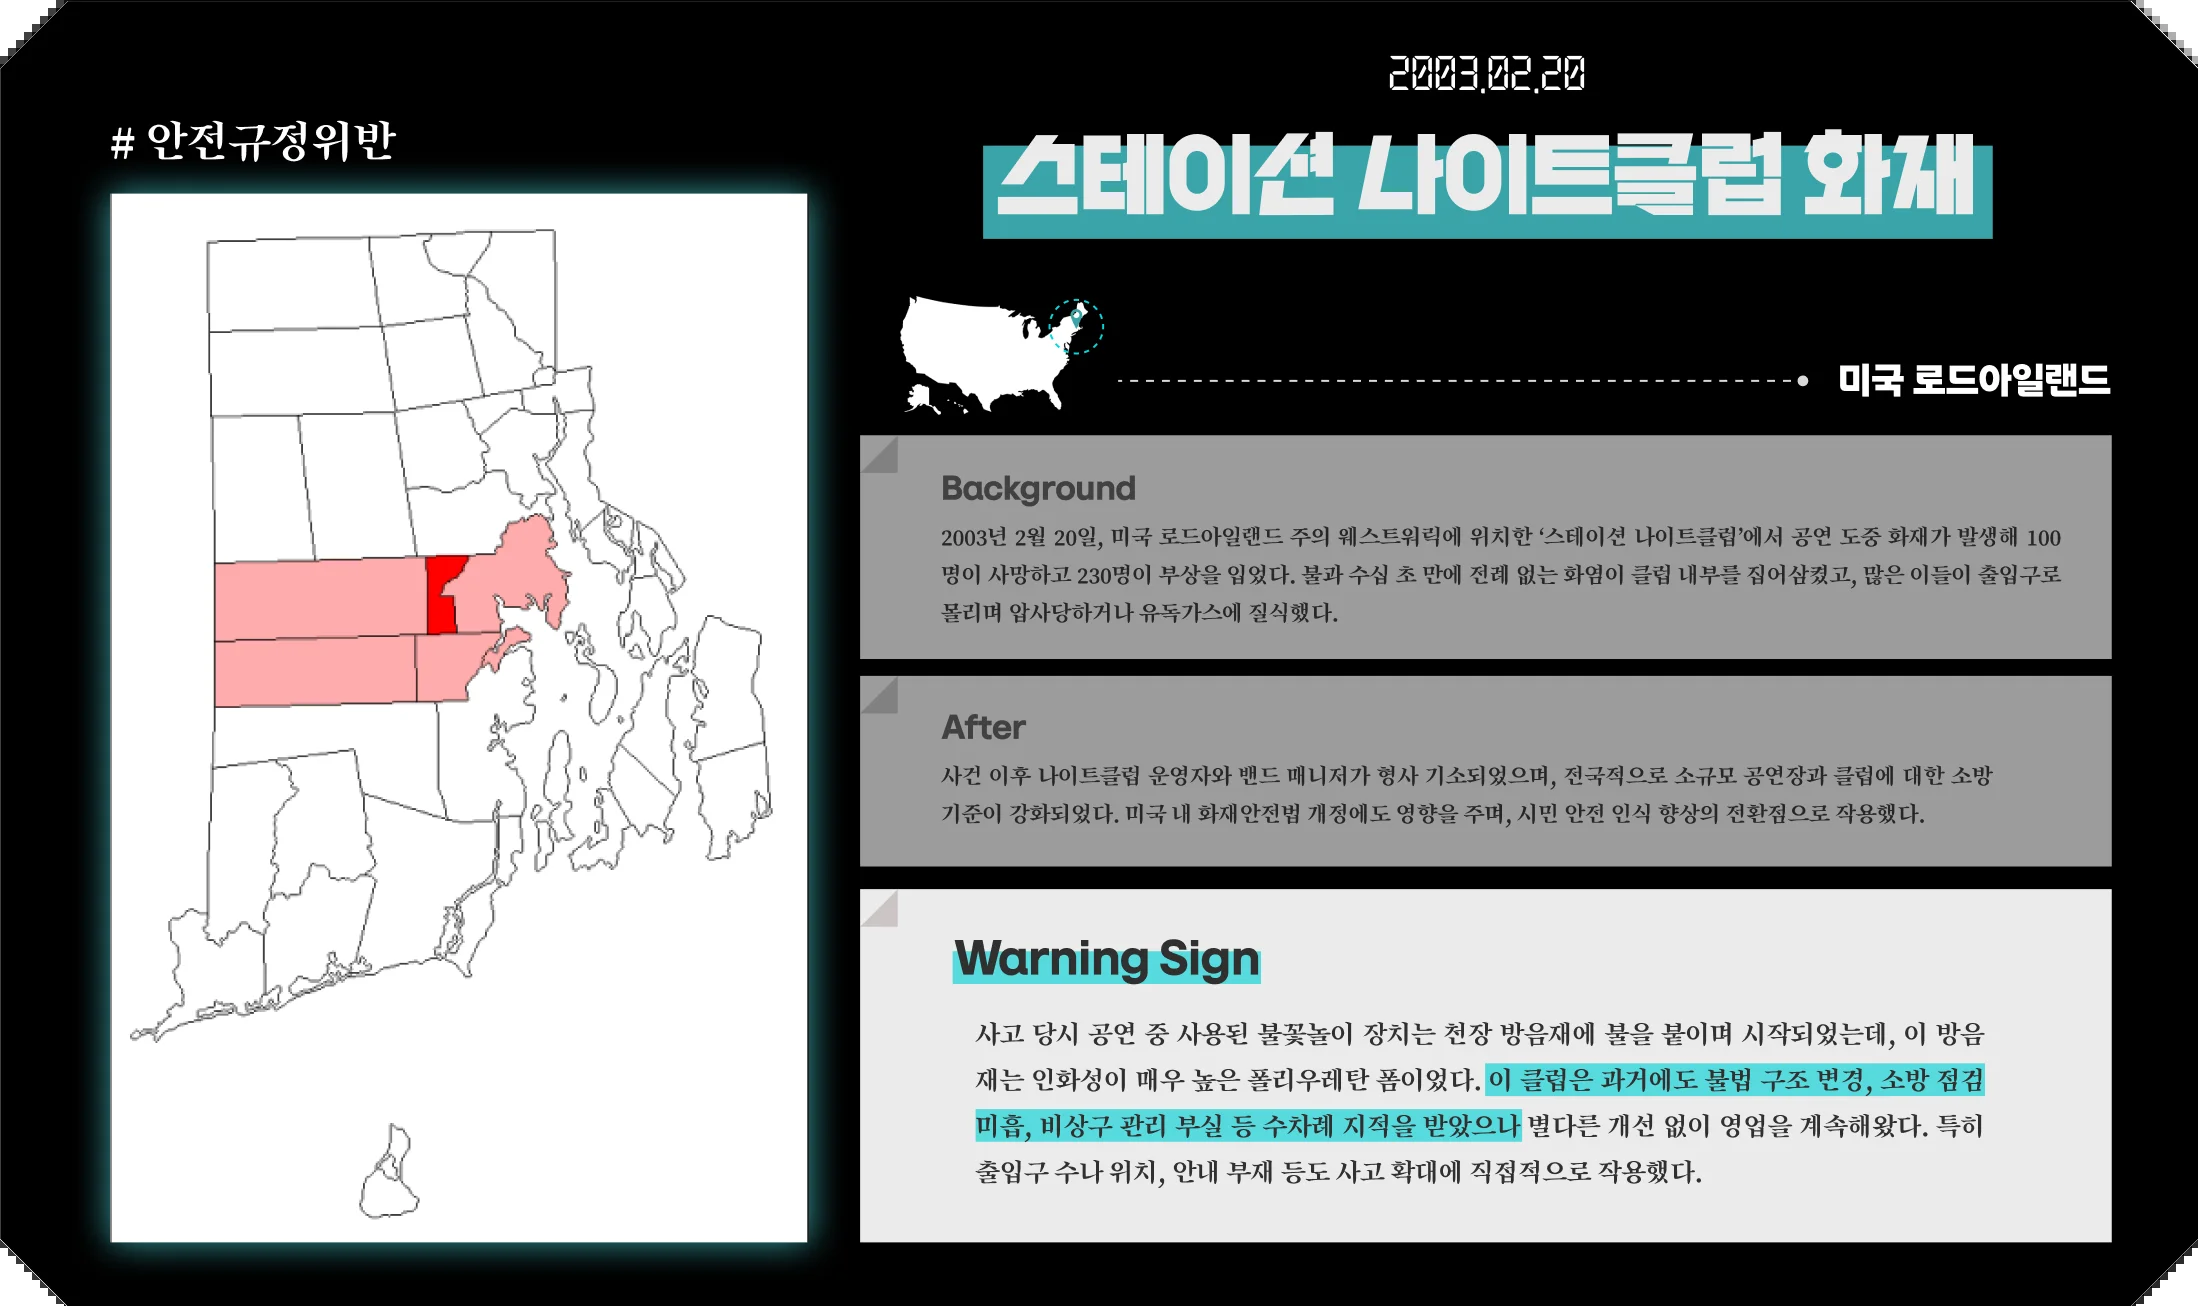 # 안전규정위반
2003.02.20
스테이션 나이트클럽 화재
미국 로드아일랜드
Background
2003년 2월 20일, 미국 로드아일랜드 주의 웨스트워릭에 위치한 ‘스테이션 나이트클럽’에서 공연 도중 화재가 발생해 100
명이 사망하고 230명이 부상을 입었다. 불과 수십 초 만에 전례 없는 화염이 클럽 내부를 집어삼켰고, 많은 이들이 출입구로
몰리며 압사당하거나 유독가스에 질식했다.
After
사건 이후 나이트클럽 운영자와 밴드 매니저가 형사 기소되었으며, 전국적으로 소규모 공연장과 클럽에 대한 소방
기준이 강화되었다. 미국 내 화재안전법 개정에도 영향을 주며, 시민 안전 인식 향상의 전환점으로 작용했다.
Warning Sign
사고 당시 공연 중 사용된 불꽃놀이 장치는 천장 방음재에 불을 붙이며 시작되었는데, 이 방음
재는 인화성이 매우 높은 폴리우레탄 폼이었다. 이 클럽은 과거에도 불법 구조 변경, 소방 점검
미흡, 비상구 관리 부실 등 수차례 지적을 받았으나 별다른 개선 없이 영업을 계속해왔다. 특히
출입구 수나 위치, 안내 부재 등도 사고 확대에 직접적으로 작용했다.